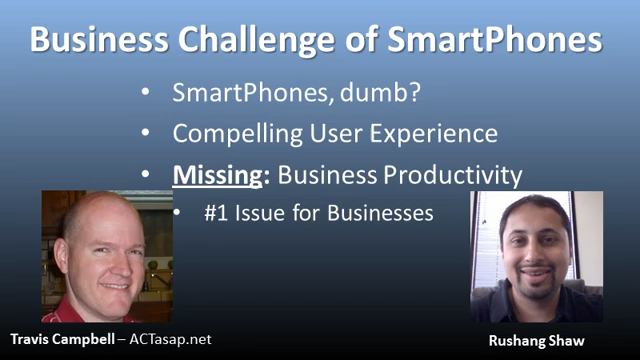 Business Challenge of SmartPhones
• SmartPhones, dumb?
• Compelling User Experience
• Missing: Business Productivity
• #1 Issue for Businesses
Travis Campbell – ACTasap.net
Rushang Shaw